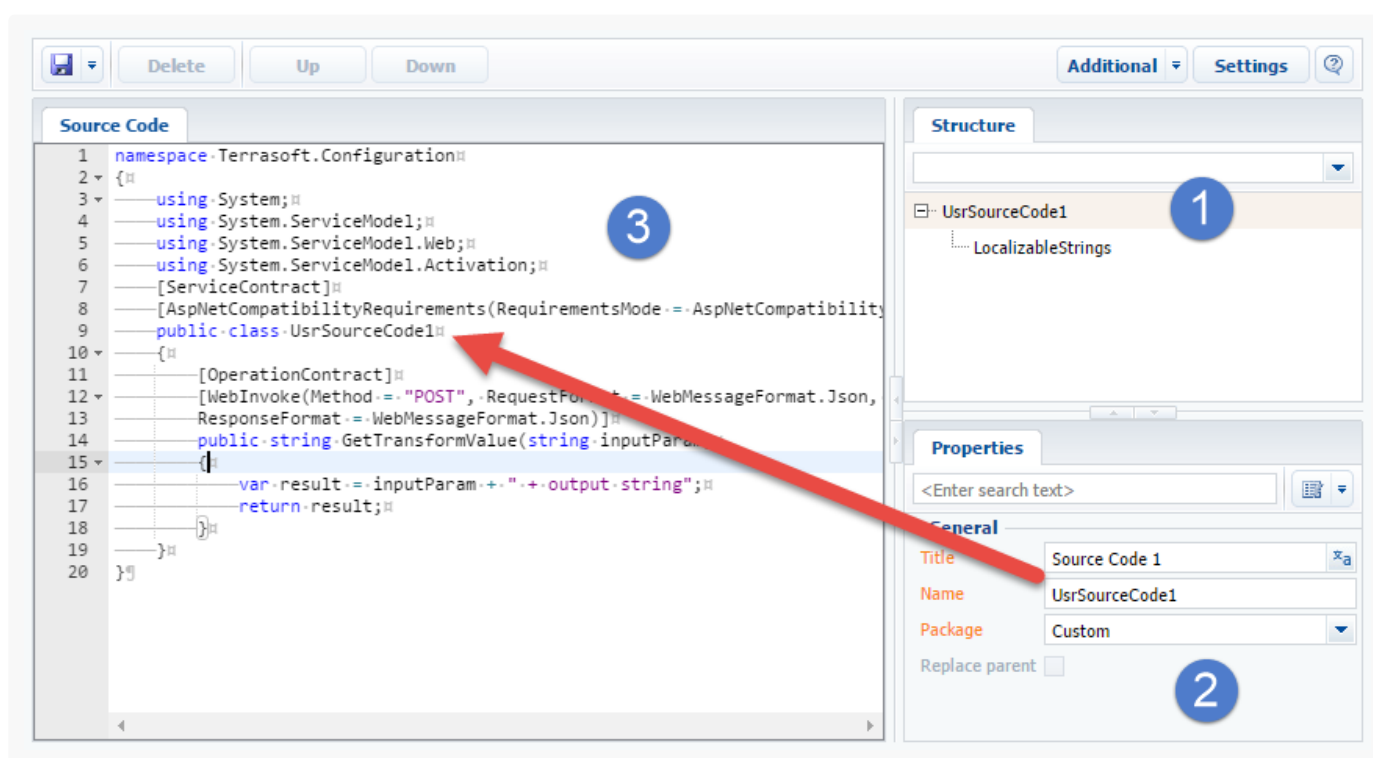 Delete Up Down Additional Settings
Source Code
1 namespace Terrasoft.Configuration
2 {
3 using System;
4 using System.ServiceModel;
5 using System.ServiceModel.Web;
6 using System.ServiceModel.Activation;
7 [ServiceContract]
8 [AspNetCompatibilityRequirements(RequirementsMode = AspNetCompatibility
9 public class UsrSourceCode1
10 {
11 [OperationContract]
12 [WebInvoke(Method = "POST", RequestFormat = WebMessageFormat.Json,
13 ResponseFormat = WebMessageFormat.Json)]
14 public string GetTransformValue(string inputParam
15 {
16 var result = inputParam + " + output string";
17 return result;
18 }
19 }
20 }¶
3
Structure
1
UsrSourceCode1
LocalizableStrings
Properties
<Enter search text>
General
Title Source Code 1
Name UsrSourceCode1
Package Custom
Replace parent
2